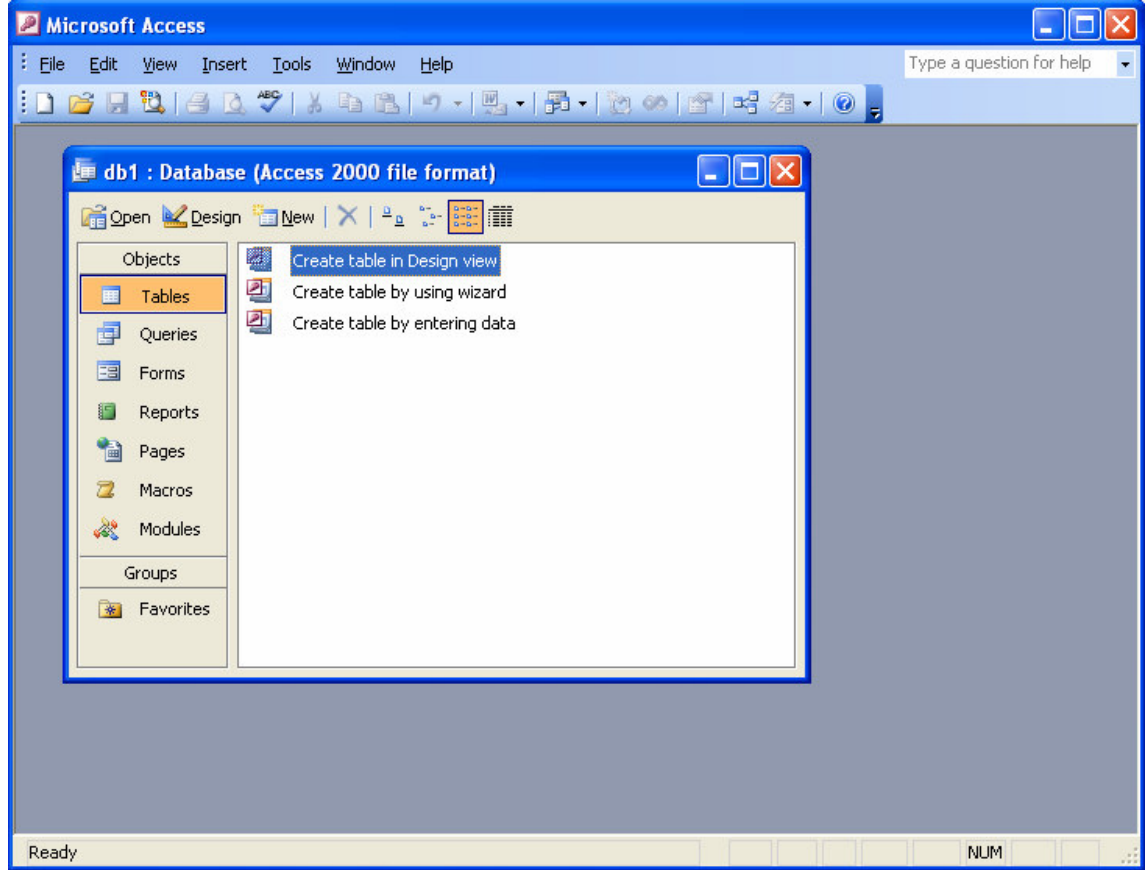 Microsoft Access
File Edit View Insert Tools Window Help
Type a question for help
ABC
W
db1 : Database (Access 2000 file format)
Open Design New
Objects
Tables
Queries
Forms
Reports
Pages
Macros
Modules
Groups
Favorites
Create table in Design view
Create table by using wizard
Create table by entering data
Ready
NUM